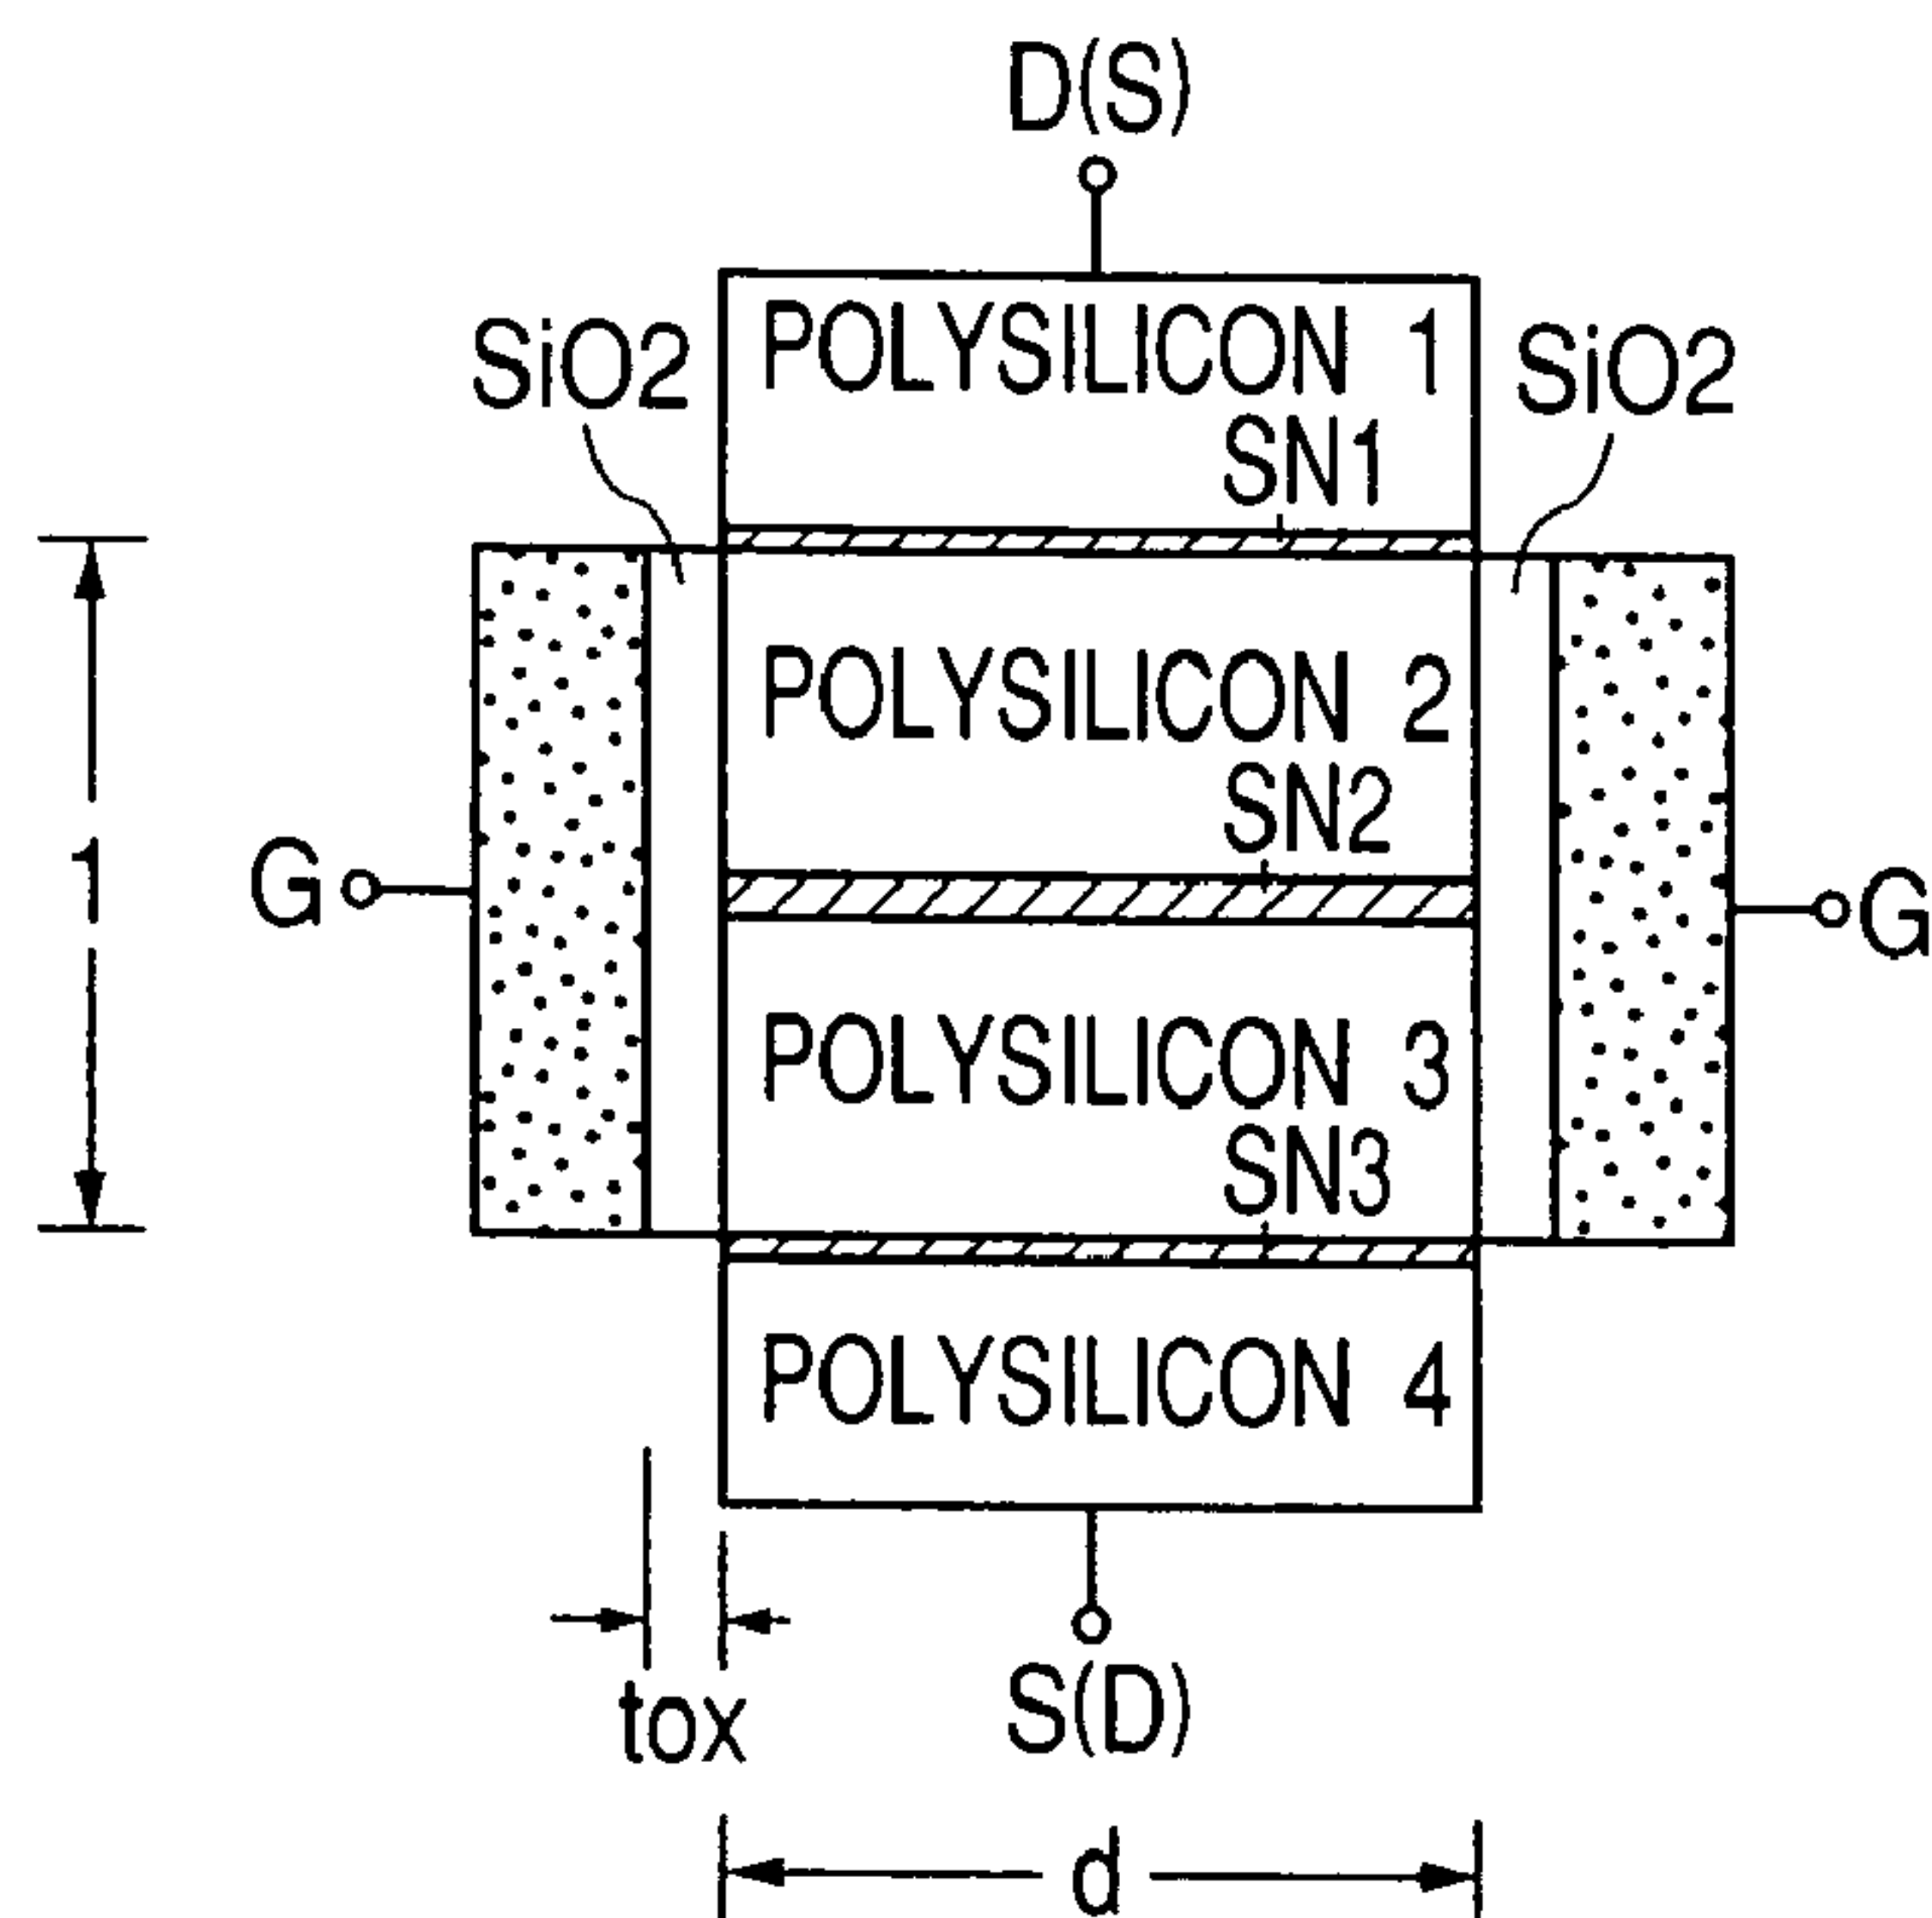 D(S)
SiO2
POLYSILICON 1
SiO2
SN1
POLYSILICON 2
SN2
1
G
G
POLYSILICON 3
SN3
POLYSILICON 4
tox
S(D)
d